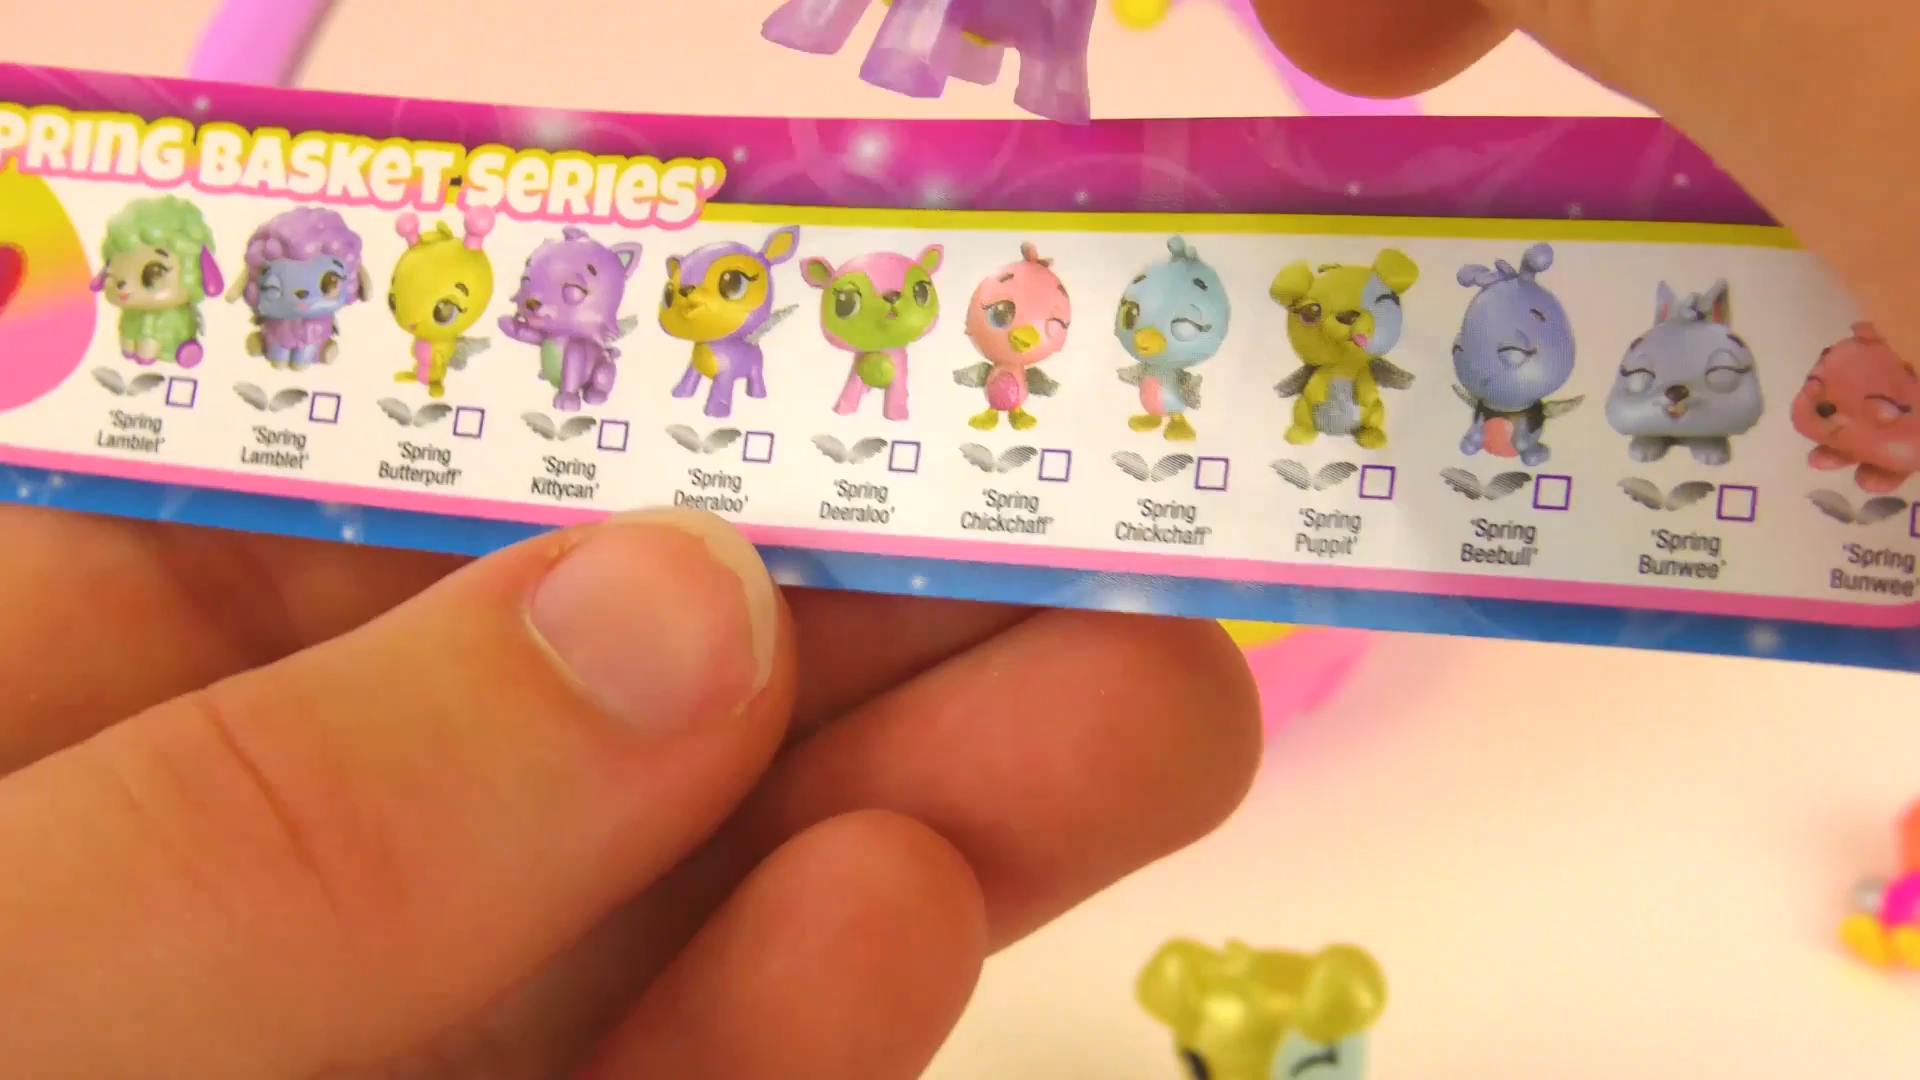 PRING BASKET SERIES'
'Spring
Lamblet'
'Spring
Lamblet'
'Spring
Butterpuff'
'Spring
Kittycan'
'Spring
Deeraloo'
'Spring
Deeraloo'
'Spring
Chickchaff'
'Spring
Chickchaff'
'Spring
Puppit'
'Spring
Beebull'
'Spring
Bunwee'
'Spring
Bunwee'